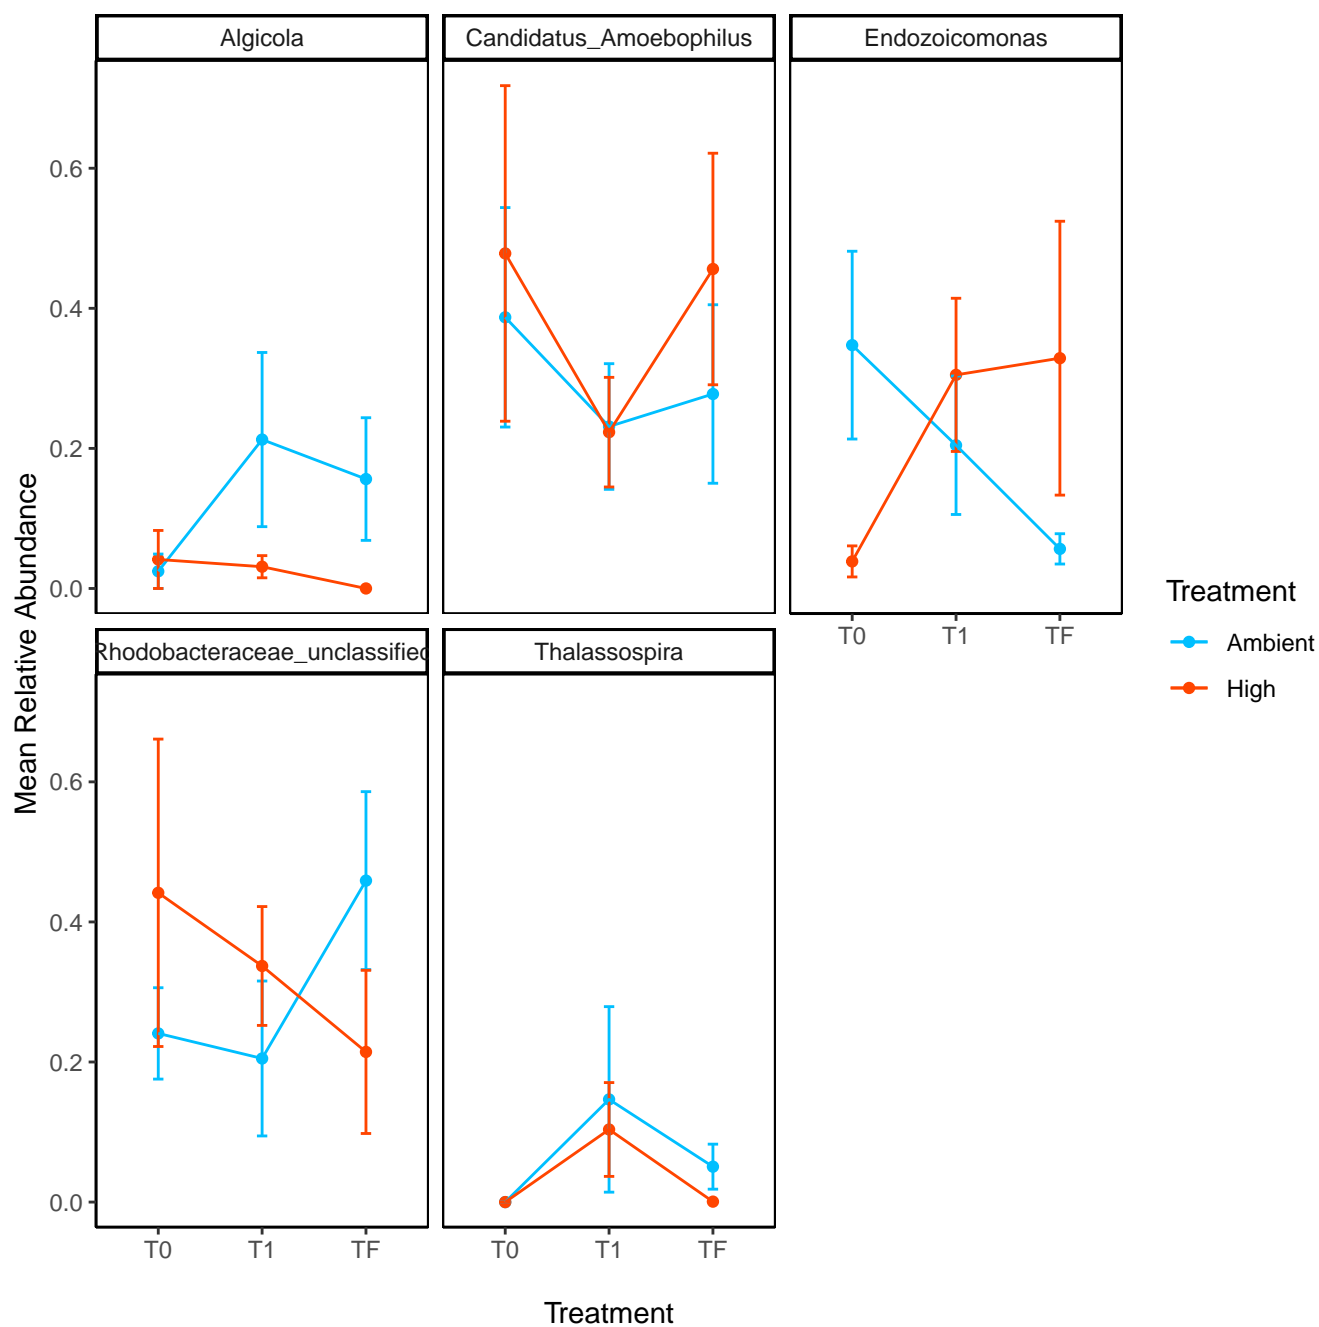 Algicola
Candidatus_Amoebophilus
Endozoicomonas
0.6
0.4
0.2
0.0
T0
T1
TF
Rhodobacteraceae_unclassified
Thalassospira
0.6
0.4
0.2
0.0
T0
T1
TF
T0
T1
TF
Mean Relative Abundance
Treatment
Treatment
Ambient
High